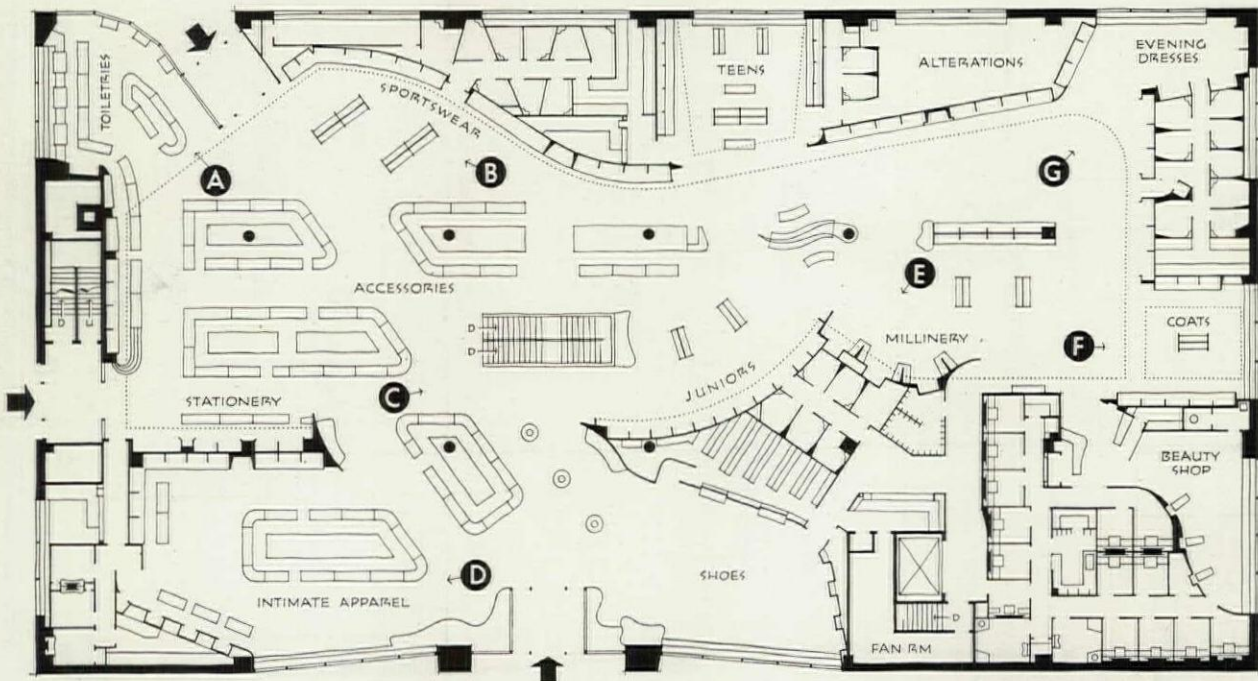 TOILETRIES
SPORTSWEAR
TEENS
ALTERATIONS
EVENING
DRESSES
A
B
G
ACCESSORIES
E
D
D
D
MILLINERY
COATS
F
JUNIORS
STATIONERY
C
BEAUTY
SHOP
D
SHOES
INTIMATE APPAREL
D
FAN RM